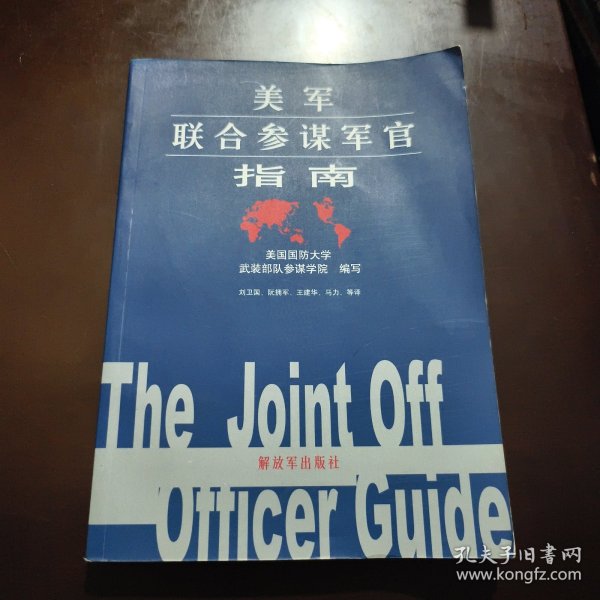 美军
联合参谋军官
指南
美国国防大学
武装部队参谋学院 编写
刘卫国、阮拥军、王建华、马力、等译
The Joint Off
解放军出版社
Officer Guide
孔夫子旧书网
www.kongfz.com